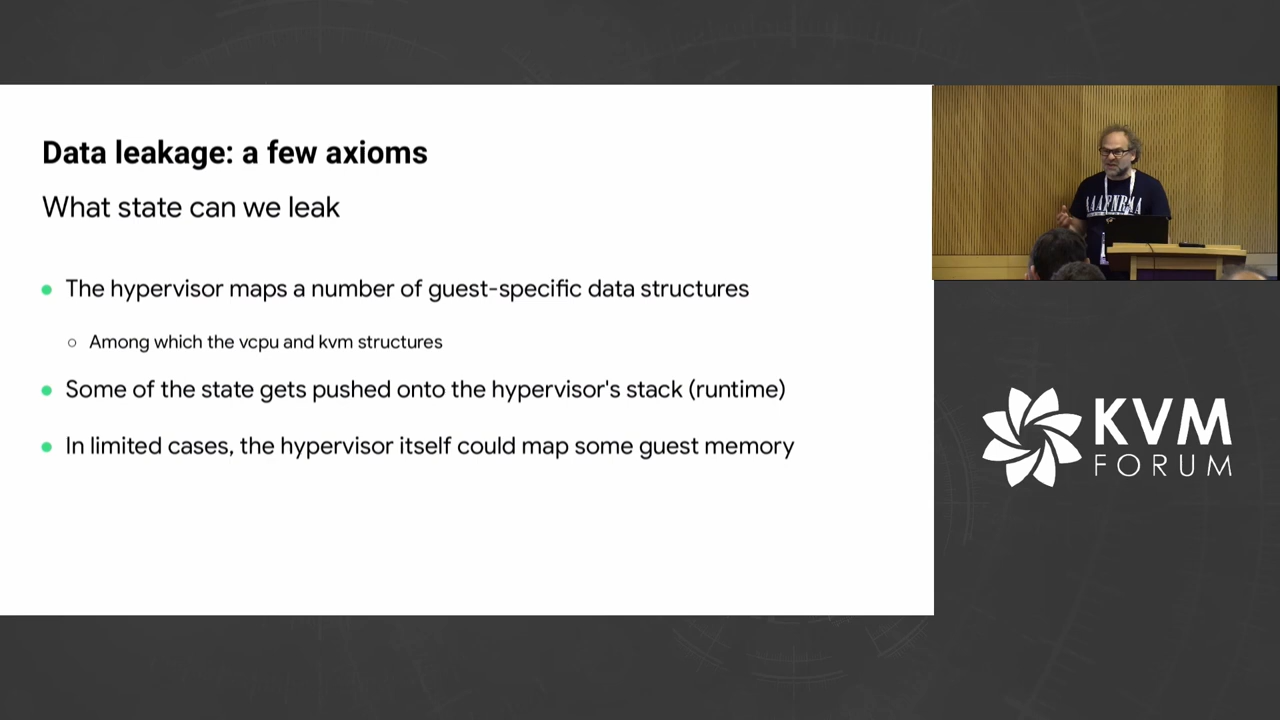 Data leakage: a few axioms
What state can we leak
The hypervisor maps a number of guest-specific data structures
Among which the vcpu and kvm structures
Some of the state gets pushed onto the hypervisor's stack (runtime)
In limited cases, the hypervisor itself could map some guest memory
KVM
FORUM